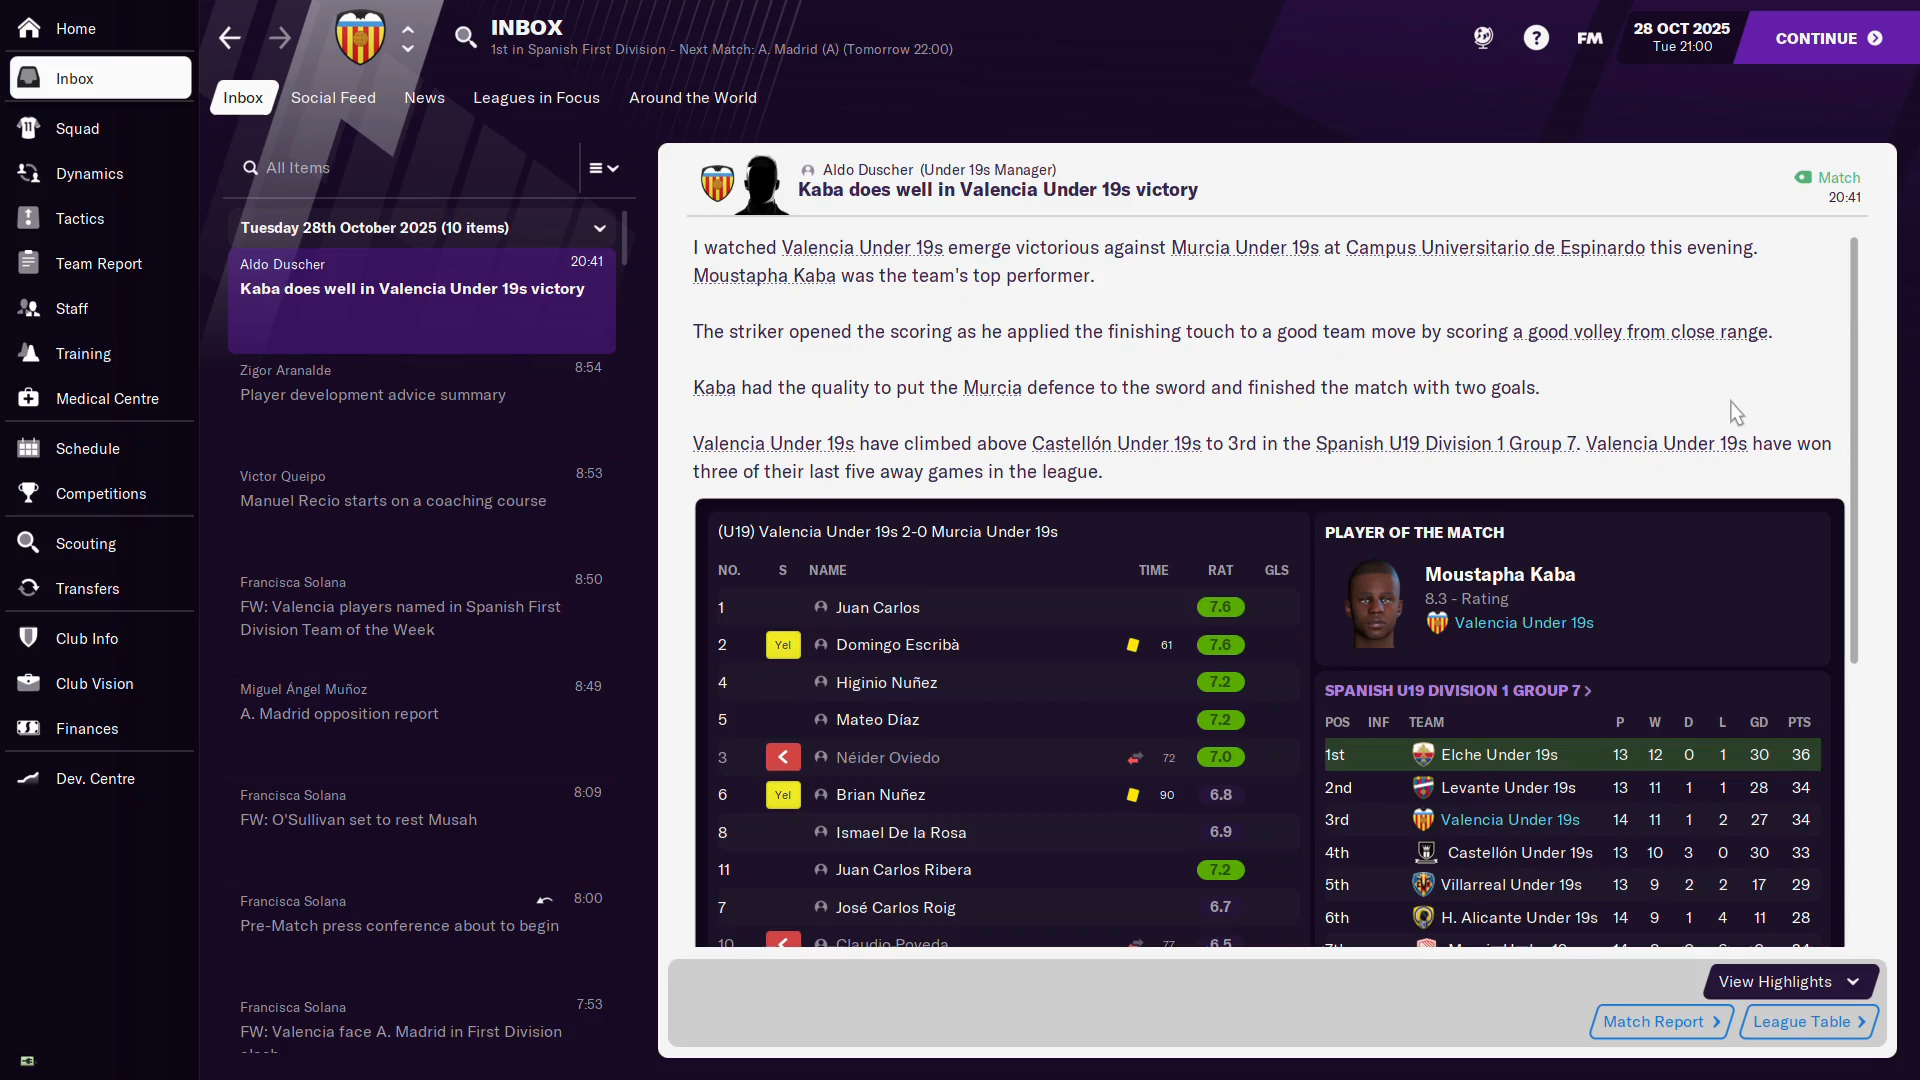 Home
Inbox
Squad
Dynamics
Tactics
Team Report
Staff
Training
Medical Centre
Schedule
Competitions
Scouting
Transfers
Club Info
Club Vision
Finances
Dev. Centre
INBOX
1st in Spanish First Division - Next Match: A. Madrid (A) (Tomorrow 22:00)
FM
28 OCT 2025
Tue 21:00
CONTINUE
Inbox Social Feed News Leagues in Focus Around the World
All Items
Tuesday 28th October 2025 (10 items)
Aldo Duscher 20:41
Kaba does well in Valencia Under 19s victory
Zigor Aranalde 8:54
Player development advice summary
Victor Queipo 8:53
Manuel Recio starts on a coaching course
Francisca Solana 8:50
FW: Valencia players named in Spanish First
Division Team of the Week
Miguel Ángel Muñoz 8:49
A. Madrid opposition report
Francisca Solana 8:09
FW: O'Sullivan set to rest Musah
Francisca Solana 8:00
Pre-Match press conference about to begin
Francisca Solana 7:53
FW: Valencia face A. Madrid in First Division
Aldo Duscher (Under 19s Manager)
Kaba does well in Valencia Under 19s victory
Match
20:41
I watched Valencia Under 19s emerge victorious against Murcia Under 19s at Campus Universitario de Espinardo this evening.
Moustapha Kaba was the team's top performer.
The striker opened the scoring as he applied the finishing touch to a good team move by scoring a good volley from close range.
Kaba had the quality to put the Murcia defence to the sword and finished the match with two goals.
Valencia Under 19s have climbed above Castellón Under 19s to 3rd in the Spanish U19 Division 1 Group 7. Valencia Under 19s have won
three of their last five away games in the league.
(U19) Valencia Under 19s 2-0 Murcia Under 19s
NO. S NAME TIME RAT GLS
1 Juan Carlos 7.6
2 Yel Domingo Escribà 61 7.6
4 Higinio Nuñez 7.2
5 Mateo Díaz 7.2
3 Néider Oviedo 72 7.0
6 Yel Brian Nuñez 90 6.8
8 Ismael De la Rosa 6.9
11 Juan Carlos Ribera 7.2
7 José Carlos Roig 6.7
10 Claudio Poveda 77 6.5
PLAYER OF THE MATCH
Moustapha Kaba
8.3 - Rating
Valencia Under 19s
SPANISH U19 DIVISION 1 GROUP 7
POS INF TEAM P W D L GD PTS
1st Elche Under 19s 13 12 0 1 30 36
2nd Levante Under 19s 13 11 1 1 28 34
3rd Valencia Under 19s 14 11 1 2 27 34
4th Castellón Under 19s 13 10 3 0 30 33
5th Villarreal Under 19s 13 9 2 2 17 29
6th H. Alicante Under 19s 14 9 1 4 11 28
View Highlights
Match Report League Table